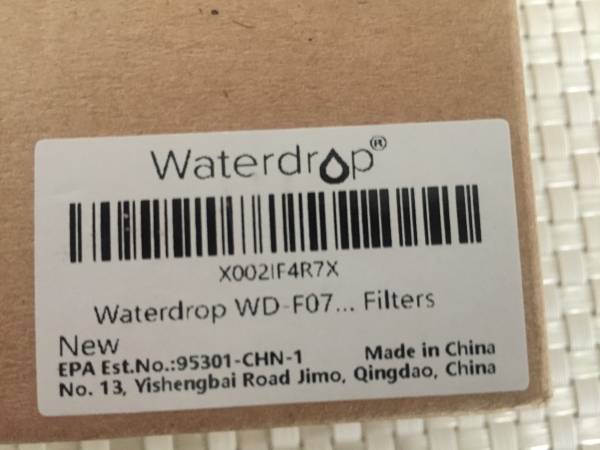 Waterdrop®
X002IF4R7X
Waterdrop WD-F07... Filters
New
EPA Est.No.:95301-CHN-1 Made in China
No. 13, Yishengbai Road Jimo, Qingdao, China